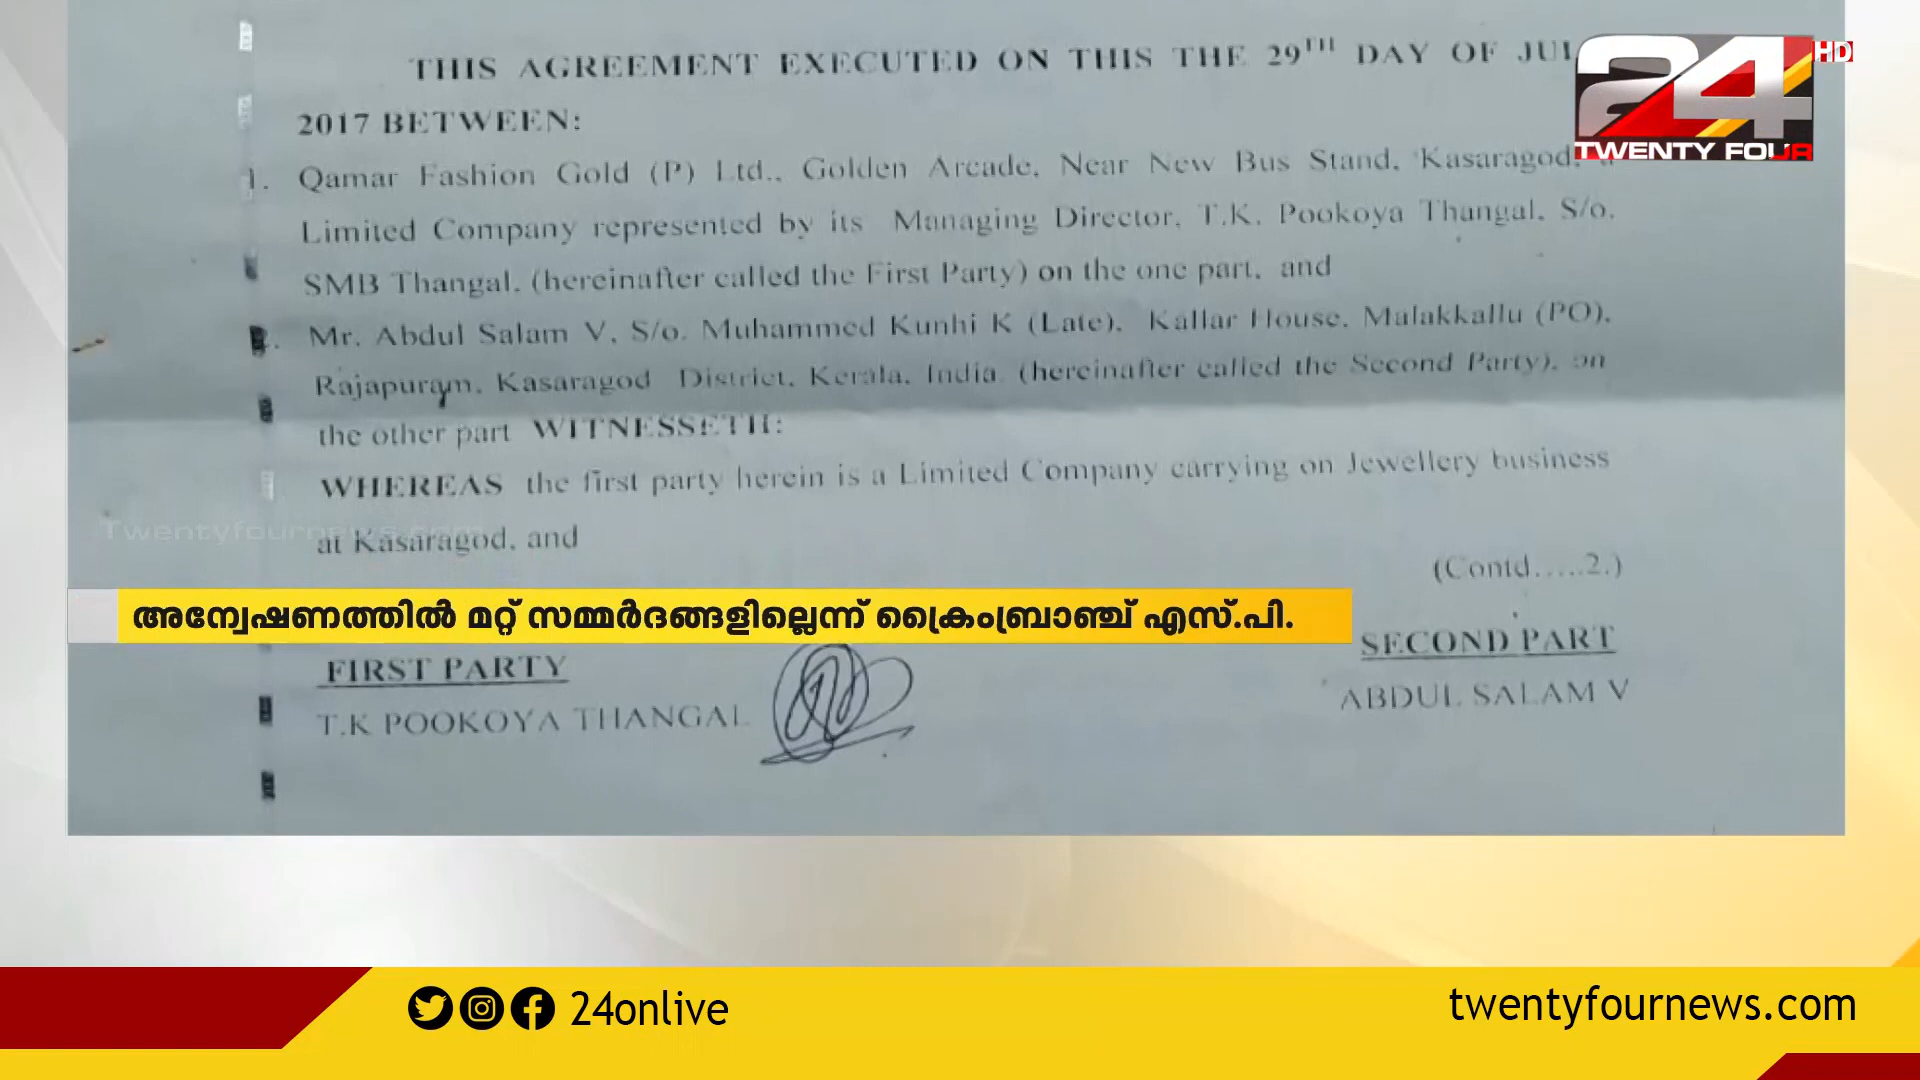 THIS AGREEMENT EXECUTED ON THIS THE 29TH DAY OF
2017 BETWEEN:
1. Qamar Fashion Gold (P) Ltd., Golden Arcade, Near New Bus Stand, Kasaragod, a
Limited Company represented by its Managing Director, T.K. Pookoya Thangal, S/o.
SMB Thangal, (hereinafter called the First Party) on the one part, and
Mr. Abdul Salam V, S/o. Muhammed Kunhi K (Late), Kallar House, Malakkallu (PO),
Rajapuram, Kasaragod District, Kerala, India (hereinafter called the Second Party), on
the other part WITNESSETH:
WHEREAS the first party herein is a Limited Company carrying on Jewellery business
at Kasaragod, and
(Contd.....2.)
FIRST PARTY
SECOND PART
T.K POOKOYA THANGAL
ABDUL SALAM V
24 HD
TWENTY FOUR
Twentyfournews.com
അന്വേഷണത്തിൽ മറ്റ് സമ്മർദങ്ങളില്ലെന്ന് ക്രൈംബ്രാഞ്ച് എസ്.പി.
24onlive
twentyfournews.com